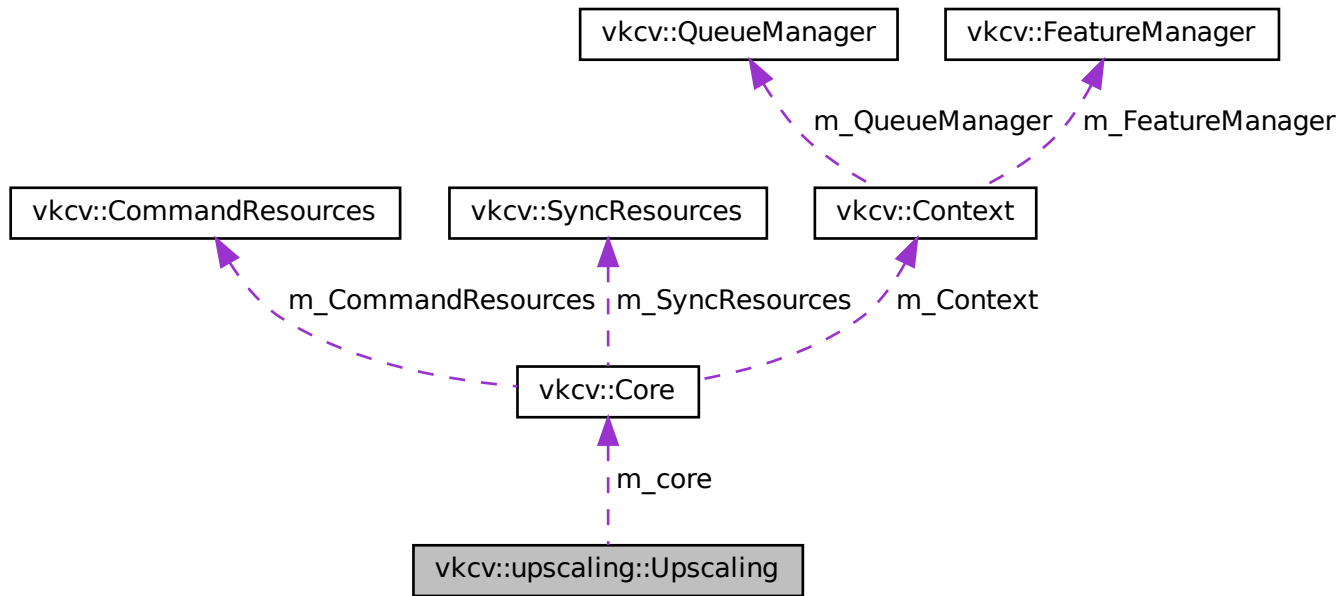 vkcv::QueueManager
vkcv::FeatureManager
m_QueueManager
m_FeatureManager
vkcv::CommandResources
vkcv::SyncResources
vkcv::Context
m_CommandResources
m_SyncResources
m_Context
vkcv::Core
m_core
vkcv::upscaling::Upscaling